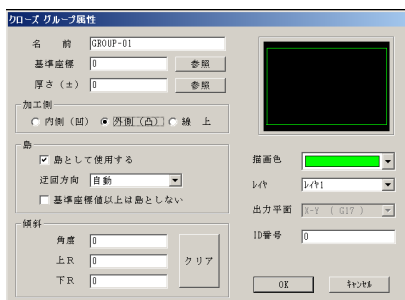 クローズ グループ属性
名 前 GROUP-01
基準座標 0 参照
厚さ (±) 0 参照
加工側
内側 (凹) 外側 (凸) 線 上
島
島として使用する
迂回方向 自動
基準座標値以上は島としない
傾斜
角度 0
上R 0
下R 0
クリア
描画色
レイヤ レイヤ1
出力平面 X-Y ( G17 )
ID番号 0
OK キャンセル